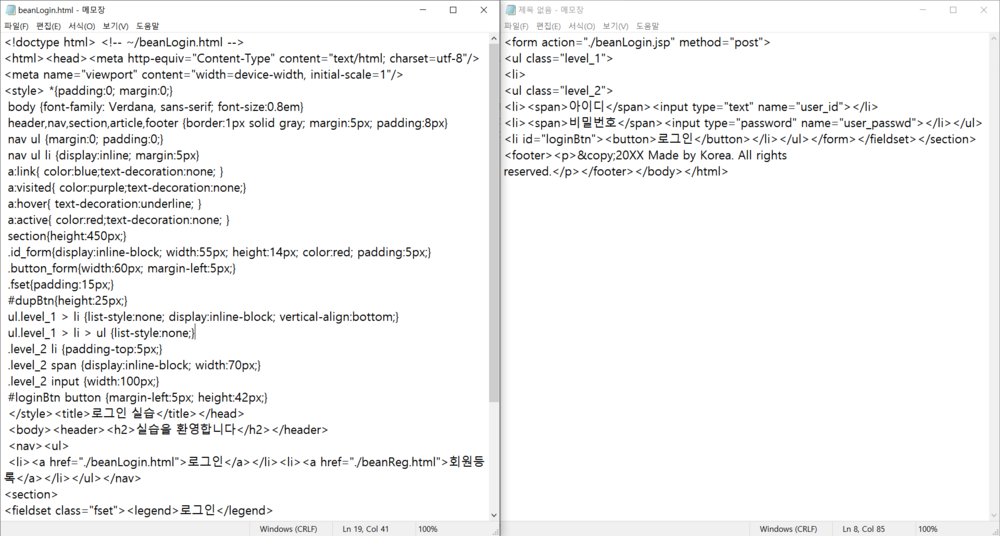 beanLogin.html - 메모장
파일(F) 편집(E) 서식(O) 보기(V) 도움말
<!doctype html> <!-- ~/beanLogin.html -->
<html><head><meta http-equiv="Content-Type" content="text/html; charset=utf-8"/>
<meta name="viewport" content="width=device-width, initial-scale=1"/>
<style> *{padding:0; margin:0;}
body {font-family: Verdana, sans-serif; font-size:0.8em}
header,nav,section,article,footer {border:1px solid gray; margin:5px; padding:8px}
nav ul {margin:0; padding:0;}
nav ul li {display:inline; margin:5px}
a:link{ color:blue;text-decoration:none; }
a:visited{ color:purple;text-decoration:none;}
a:hover{ text-decoration:underline; }
a:active{ color:red;text-decoration:none; }
section{height:450px;}
.id_form{display:inline-block; width:55px; height:14px; color:red; padding:5px;}
.button_form{width:60px; margin-left:5px;}
.fset{padding:15px;}
#dupBtn{height:25px;}
ul.level_1 > li {list-style:none; display:inline-block; vertical-align:bottom;}
ul.level_1 > li > ul {list-style:none;}
.level_2 li {padding-top:5px;}
.level_2 span {display:inline-block; width:70px;}
.level_2 input {width:100px;}
#loginBtn button {margin-left:5px; height:42px;}
</style><title>로그인 실습</title></head>
<body><header><h2>실습을 환영합니다</h2></header>
<nav><ul>
<li><a href="./beanLogin.html">로그인</a></li><li><a href="./beanReg.html">회원등
록</a></li></ul></nav>
<section>
<fieldset class="fset"><legend>로그인</legend>
Windows (CRLF) Ln 19, Col 41 100%
제목 없음 - 메모장
파일(F) 편집(E) 서식(O) 보기(V) 도움말
<form action="./beanLogin.jsp" method="post">
<ul class="level_1">
<li>
<ul class="level_2">
<li><span>아이디</span><input type="text" name="user_id"></li>
<li><span>비밀번호</span><input type="password" name="user_passwd"></li></ul>
<li id="loginBtn"><button>로그인</button></li></ul></form></fieldset></section>
<footer><p>&copy;20XX Made by Korea. All rights
reserved.</p></footer></body></html>
Windows (CRLF) Ln 8, Col 85 100%